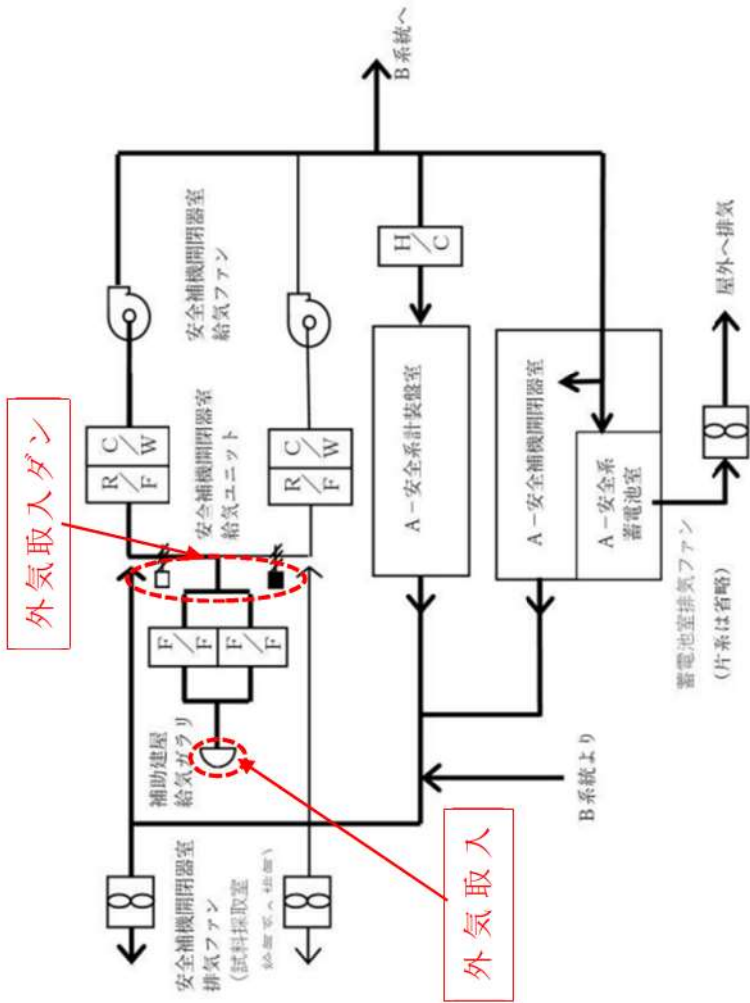 外気取入
外気取入ダン
安全補機開閉器室
排気ファン
(試料採取室
補助建屋
給気ガラリ
F/F
F/F
安全補機開閉器室
給気ユニット
R/F
C/W
R/F
C/W
安全補機開閉器室
給気ファン
B系統より
A－安全系計装盤室
H/C
B系統へ
A－安全補機開閉器室
A－安全系
蓄電池室
蓄電池室排気ファン
(片系は省略)
屋外へ排気